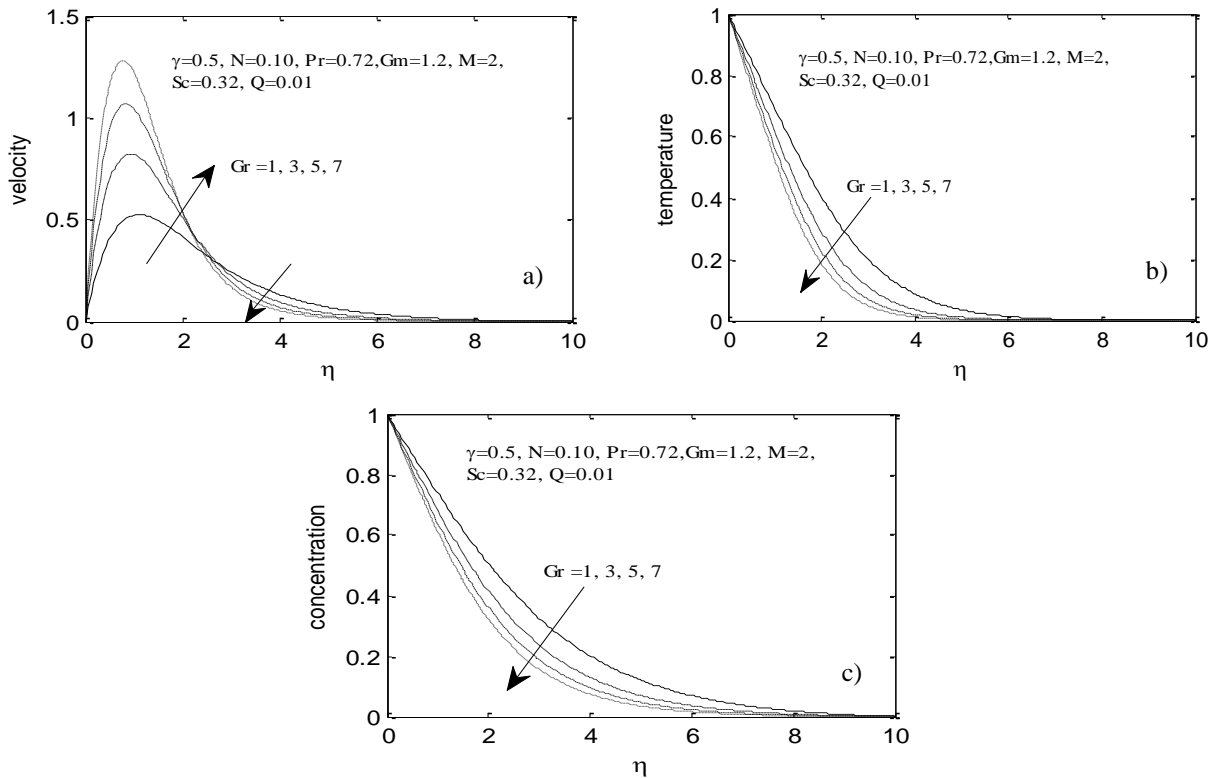 1.5
1
0.5
0
velocity
γ=0.5, N=0.10, Pr=0.72,Gm=1.2, M=2,
Sc=0.32, Q=0.01
Gr =1, 3, 5, 7
a)
0 2 4 6 8 10
η
1
0.8
0.6
0.4
0.2
0
temperature
γ=0.5, N=0.10, Pr=0.72,Gm=1.2, M=2,
Sc=0.32, Q=0.01
Gr =1, 3, 5, 7
b)
0 2 4 6 8 10
η
1
0.8
0.6
0.4
0.2
0
concentration
γ=0.5, N=0.10, Pr=0.72,Gm=1.2, M=2,
Sc=0.32, Q=0.01
Gr =1, 3, 5, 7
c)
0 2 4 6 8 10
η